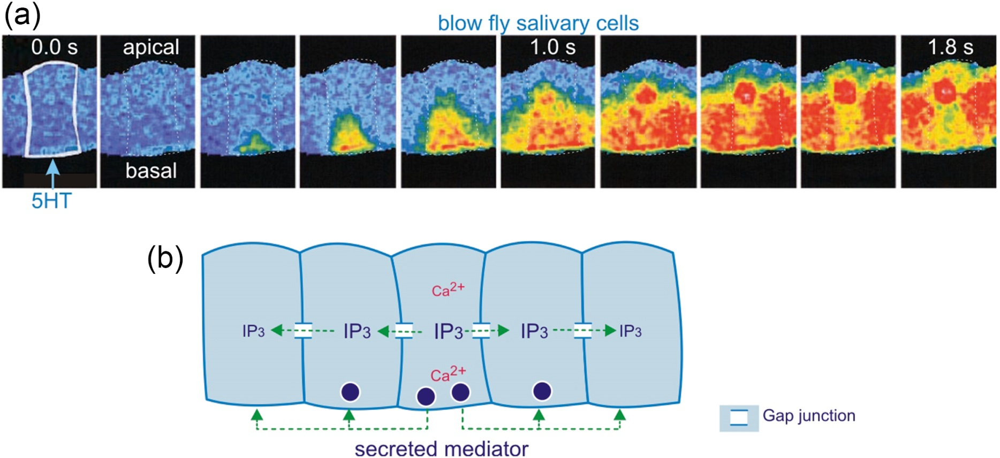 (a)
blow fly salivary cells
0.0 s
apical
1.0 s
1.8 s
basal
5HT
(b)
Ca2+
IP3 IP3 IP3 IP3 IP3
Ca2+
Gap junction
secreted mediator